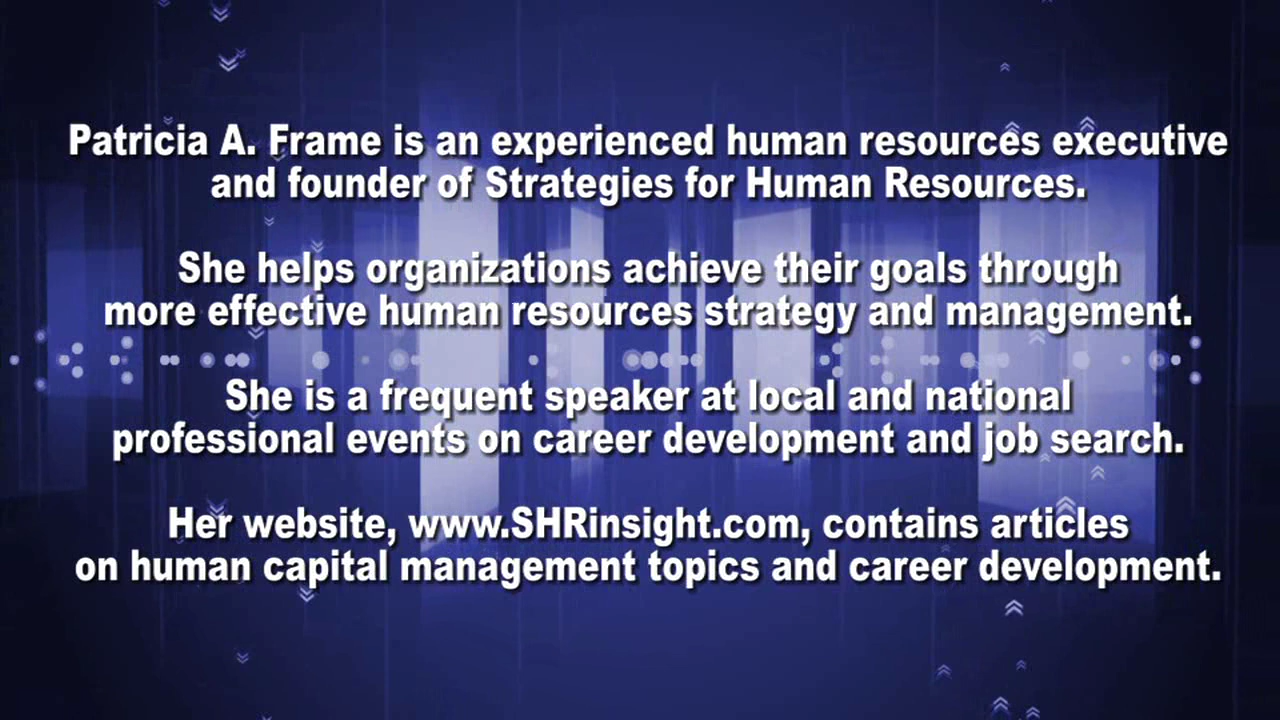 Patricia A. Frame is an experienced human resources executive
and founder of Strategies for Human Resources.
She helps organizations achieve their goals through
more effective human resources strategy and management.
She is a frequent speaker at local and national
professional events on career development and job search.
Her website, www.SHRinsight.com, contains articles
on human capital management topics and career development.